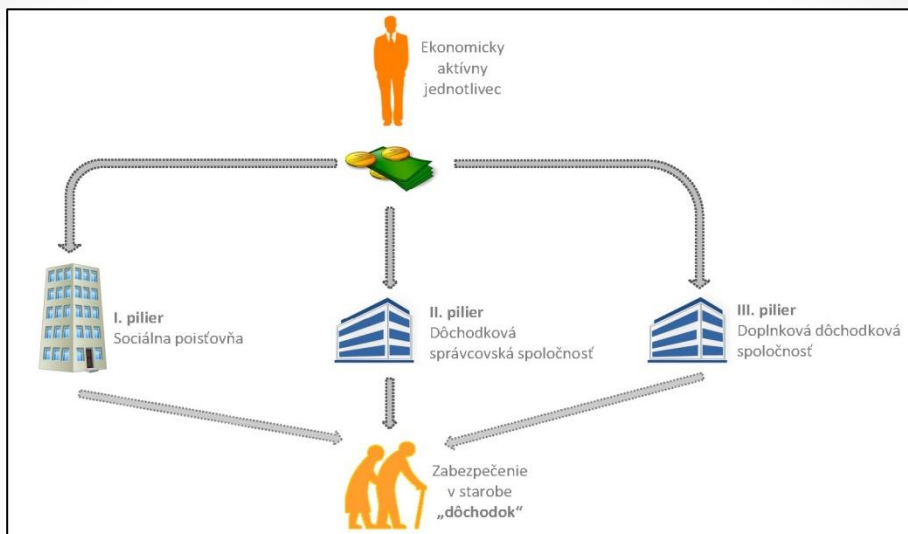 Ekonomicky
aktívny
jednotlivec
I. pilier
Sociálna poisťovňa
II. pilier
Dôchodková
správcovská spoločnosť
III. pilier
Doplnková dôchodková
spoločnosť
Zabezpečenie
v starobe
„dôchodok“